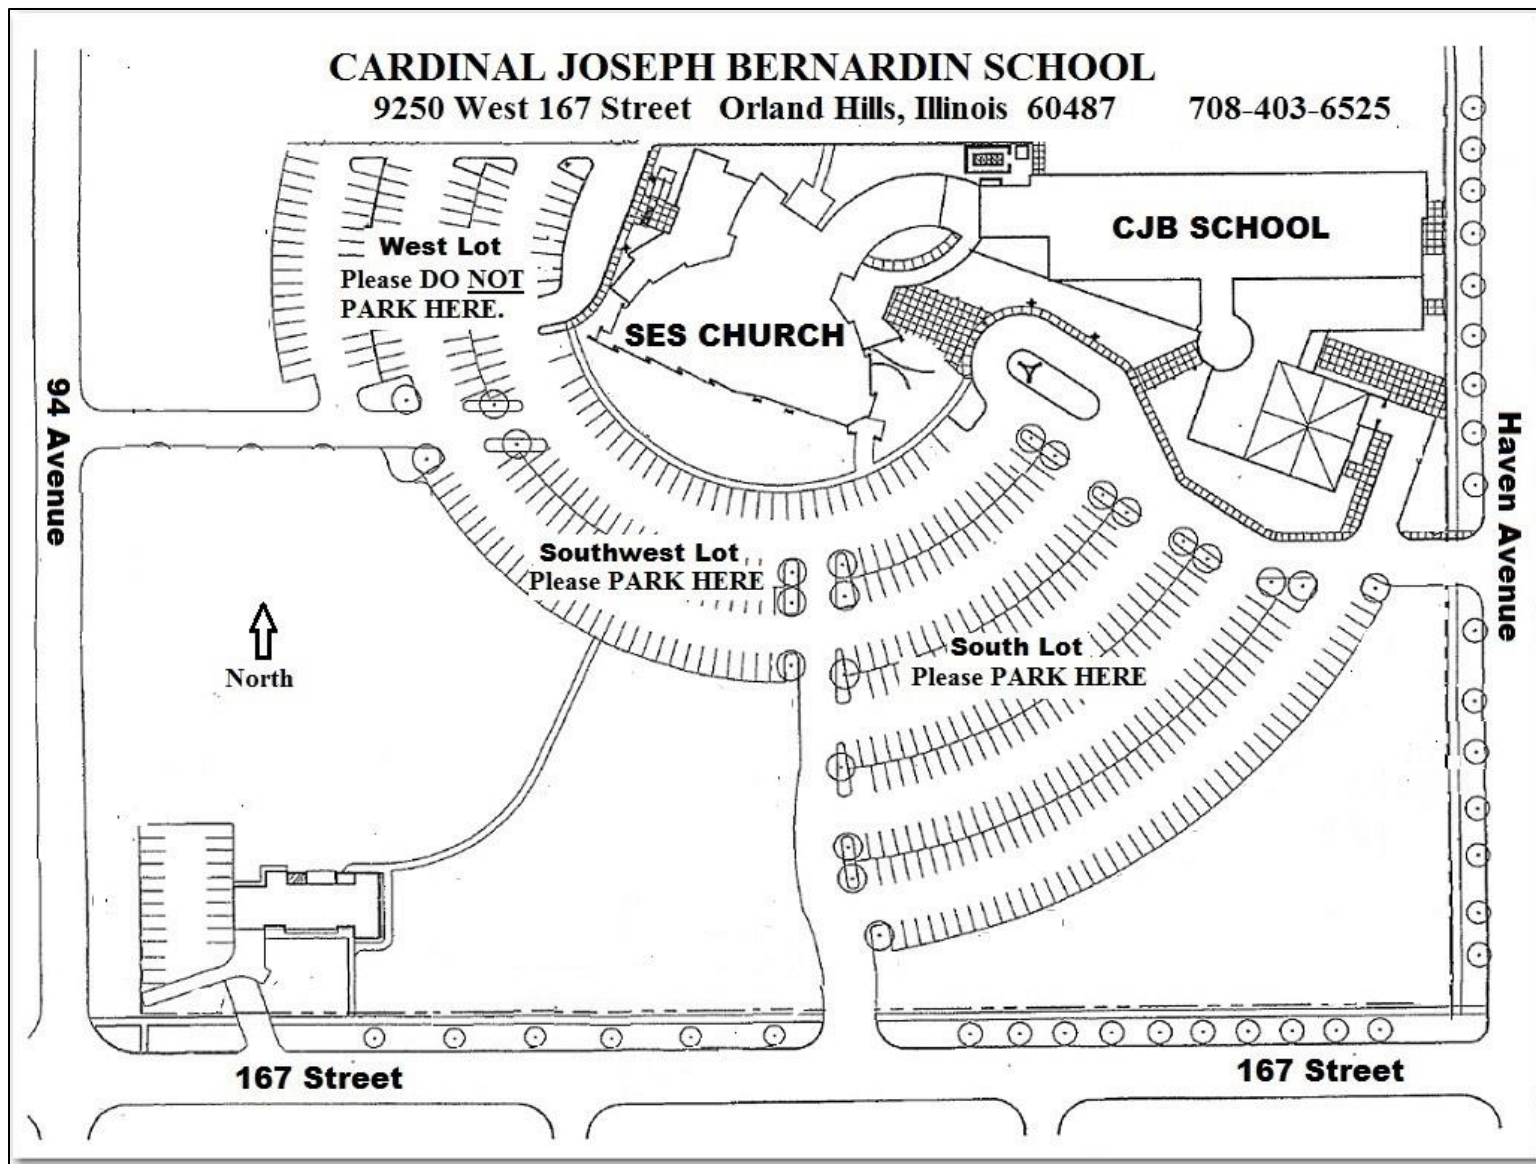 CARDINAL JOSEPH BERNARDIN SCHOOL
9250 West 167 Street Orland Hills, Illinois 60487 708-403-6525
CJB SCHOOL
West Lot
Please DO NOT
PARK HERE.
SES CHURCH
94 Avenue
Haven Avenue
Southwest Lot
Please PARK HERE
South Lot
Please PARK HERE
North
167 Street
167 Street